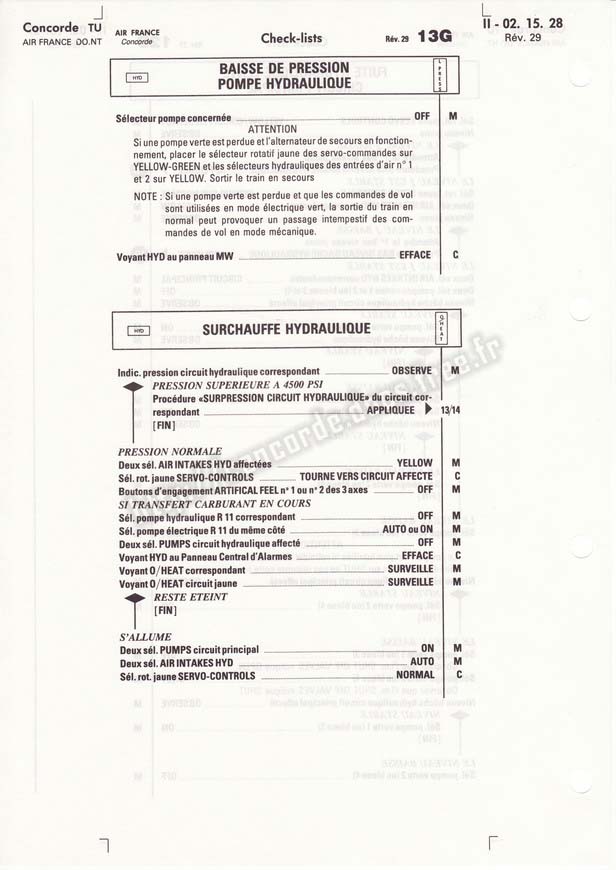 Concorde TU
AIR FRANCE DO.NT
AIR FRANCE
Concorde
Check-lists
Rév. 29 13G
II - 02. 15. 28
Rév. 29
HYD
BAISSE DE PRESSION
POMPE HYDRAULIQUE
L PRESS
Sélecteur pompe concernée OFF M
ATTENTION
Si une pompe verte est perdue et l'alternateur de secours en fonction-
nement, placer le sélecteur rotatif jaune des servo-commandes sur
YELLOW-GREEN et les sélecteurs hydrauliques des entrées d'air n° 1
et 2 sur YELLOW. Sortir le train en secours
NOTE : Si une pompe verte est perdue et que les commandes de vol
sont utilisées en mode électrique vert, la sortie du train en
normal peut provoquer un passage intempestif des com-
mandes de vol en mode mécanique.
Voyant HYD au panneau MW EFFACE C
HYD
SURCHAUFFE HYDRAULIQUE
O/HEAT
Indic. pression circuit hydraulique correspondant OBSERVE M
PRESSION SUPERIEURE A 4500 PSI
Procédure «SURPRESSION CIRCUIT HYDRAULIQUE» du circuit cor-
respondant APPLIQUEE 13/14
[FIN]
PRESSION NORMALE
Deux sél. AIR INTAKES HYD affectées YELLOW M
Sél. rot. jaune SERVO-CONTROLS TOURNE VERS CIRCUIT AFFECTE C
Boutons d'engagement ARTIFICAL FEEL n° 1 ou n° 2 des 3 axes OFF M
SI TRANSFERT CARBURANT EN COURS
Sél. pompe hydraulique R 11 correspondant OFF M
Sél. pompe électrique R 11 du même côté AUTO ou ON M
Deux sél. PUMPS circuit hydraulique affecté OFF M
Voyant HYD au Panneau Central d'Alarmes EFFACE C
Voyant O/HEAT correspondant SURVEILLE M
Voyant O/HEAT circuit jaune SURVEILLE M
RESTE ETEINT
[FIN]
S'ALLUME
Deux sél. PUMPS circuit principal ON M
Deux sél. AIR INTAKES HYD AUTO M
Sél. rot. jaune SERVO-CONTROLS NORMAL C